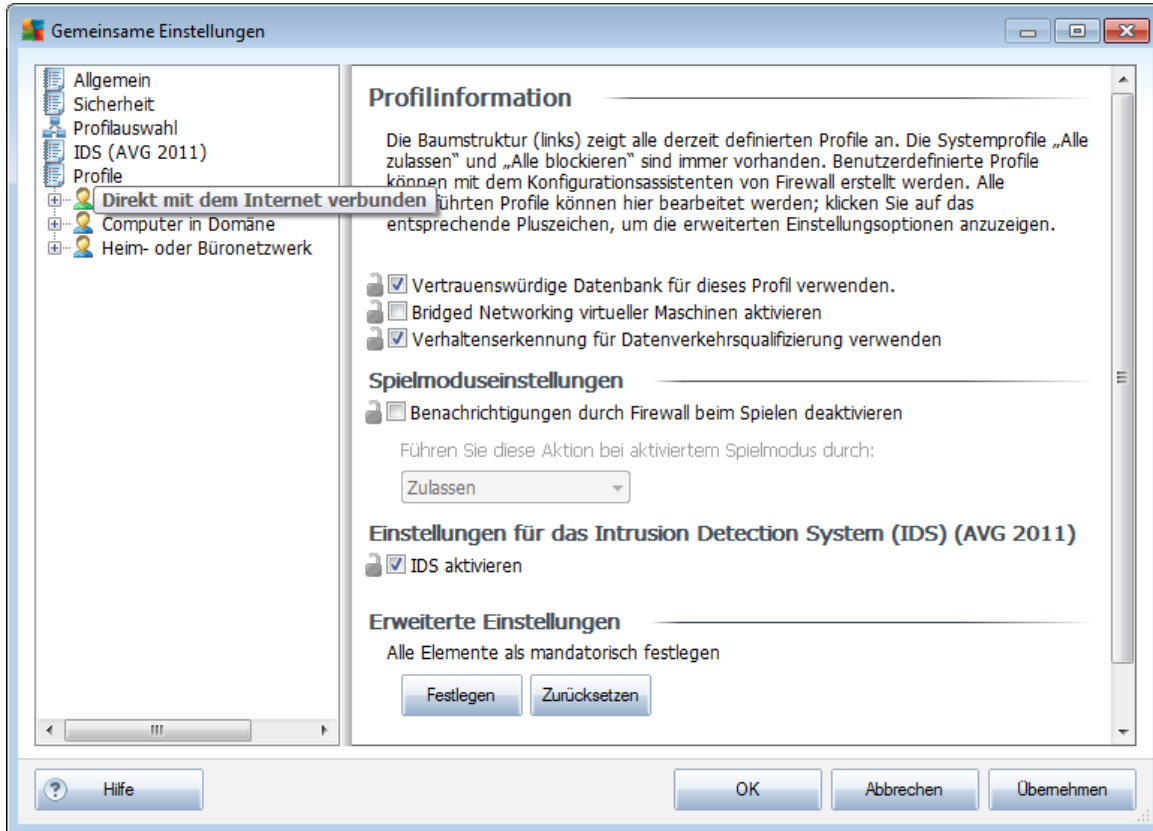 Gemeinsame Einstellungen
Allgemein
Sicherheit
Profilauswahl
IDS (AVG 2011)
Profile
Direkt mit dem Internet verbunden
Computer in Domäne
Heim- oder Büronetzwerk
Profilinformation
Die Baumstruktur (links) zeigt alle derzeit definierten Profile an. Die Systemprofile „Alle
zulassen“ und „Alle blockieren“ sind immer vorhanden. Benutzerdefinierte Profile
können mit dem Konfigurationsassistenten von Firewall erstellt werden. Alle
führten Profile können hier bearbeitet werden; klicken Sie auf das
entsprechende Pluszeichen, um die erweiterten Einstellungsoptionen anzuzeigen.
Vertrauenswürdige Datenbank für dieses Profil verwenden.
Bridged Networking virtueller Maschinen aktivieren
Verhaltenserkennung für Datenverkehrsqualifizierung verwenden
Spielmoduseinstellungen
Benachrichtigungen durch Firewall beim Spielen deaktivieren
Führen Sie diese Aktion bei aktiviertem Spielmodus durch:
Zulassen
Einstellungen für das Intrusion Detection System (IDS) (AVG 2011)
IDS aktivieren
Erweiterte Einstellungen
Alle Elemente als mandatorisch festlegen
Festlegen
Zurücksetzen
? Hilfe
OK
Abbrechen
Übernehmen